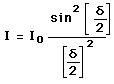 I = I₀ sin²[δ/2] / [δ/2]²